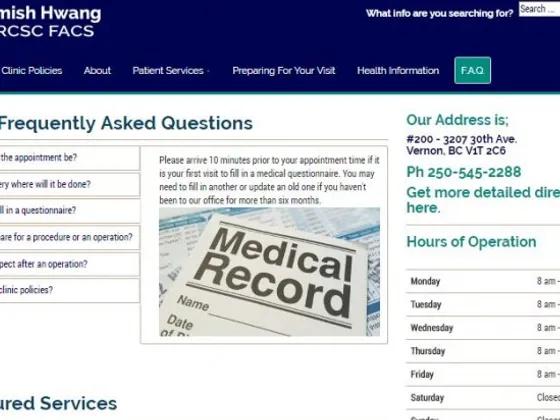 mish Hwang
RCSC FACS
What info are you searching for?
Search ...
Clinic Policies
About
Patient Services
Preparing For Your Visit
Health Information
F.A.Q.
Frequently Asked Questions
the appointment be?
ery where will it be done?
ll in a questionnaire?
are for a procedure or an operation?
pect after an operation?
clinic policies?
Please arrive 10 minutes prior to your appointment time if it
is your first visit to fill in a medical questionnaire. You may
need to fill in another or update an old one if you haven't
been to our office for more than six months.
Medical
Record
Name
Date
Our Address is;
#200 - 3207 30th Ave.
Vernon, BC V1T 2C6
Ph 250-545-2288
Get more detailed dire
here.
Hours of Operation
Monday 8 am -
Tuesday 8 am -
Wednesday 8 am -
Thursday 8 am -
Friday 8 am -
Saturday Close
ured Services